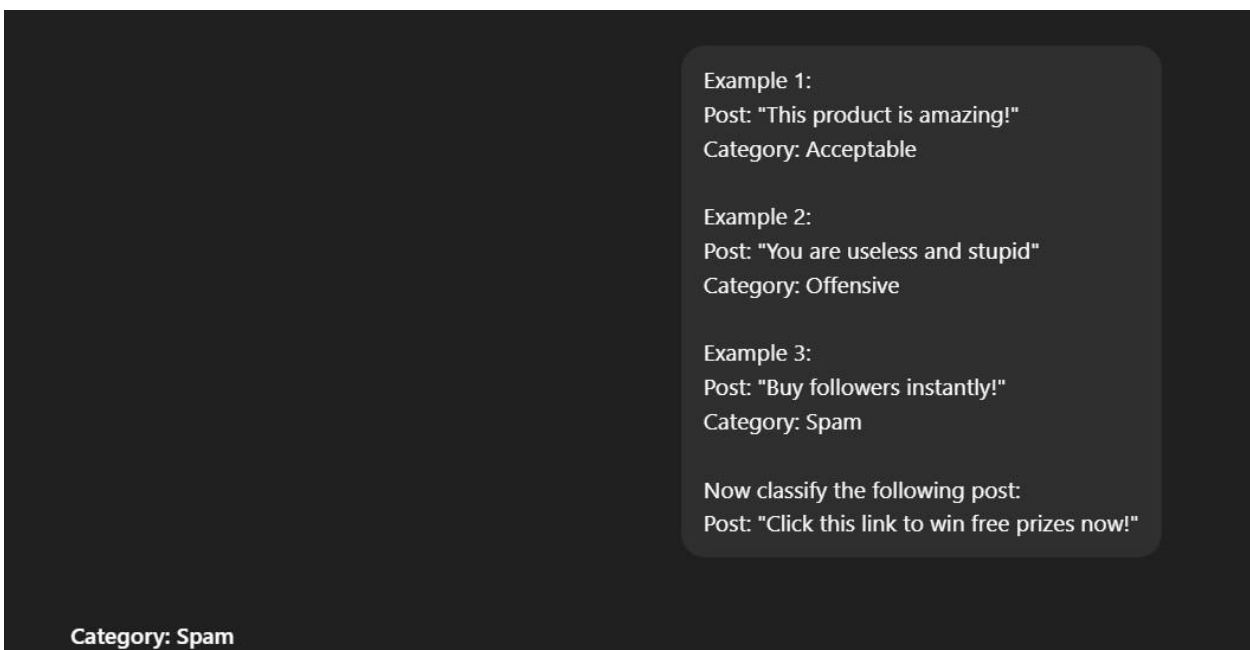 Example 1:
Post: "This product is amazing!"
Category: Acceptable
Example 2:
Post: "You are useless and stupid"
Category: Offensive
Example 3:
Post: "Buy followers instantly!"
Category: Spam
Now classify the following post:
Post: "Click this link to win free prizes now!"
Category: Spam